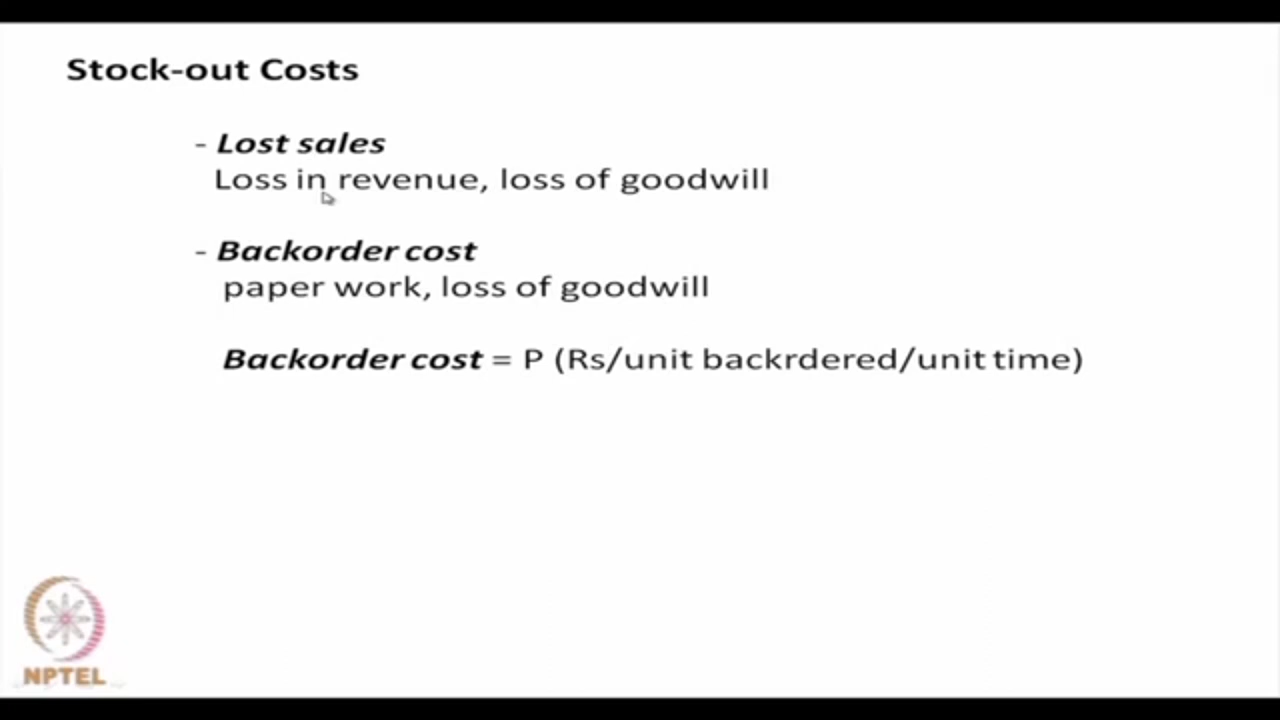 Stock-out Costs
- Lost sales
Loss in revenue, loss of goodwill
- Backorder cost
paper work, loss of goodwill
Backorder cost = P (Rs/unit backrdered/unit time)
NPTEL